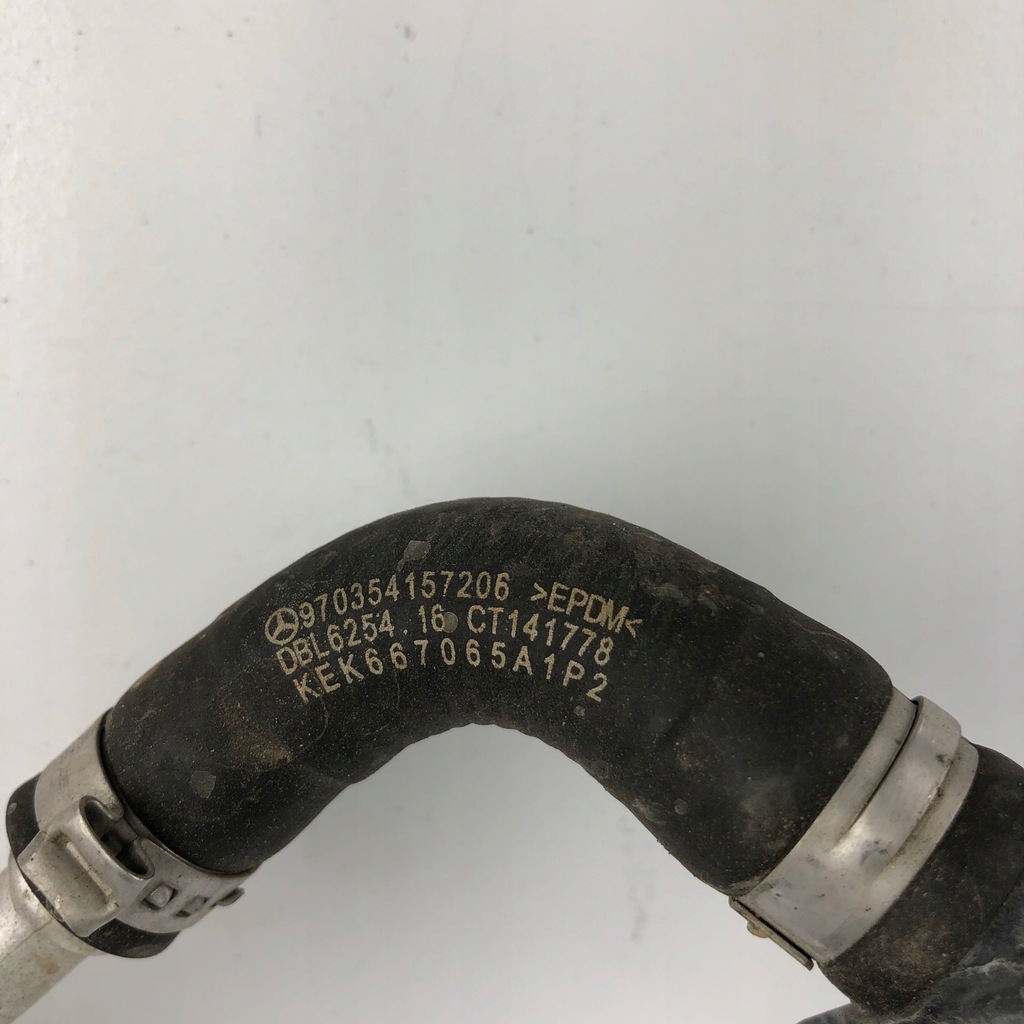 970354157206 >EPDM<
DBL6254.16 CT141778
KEK667065A1P2